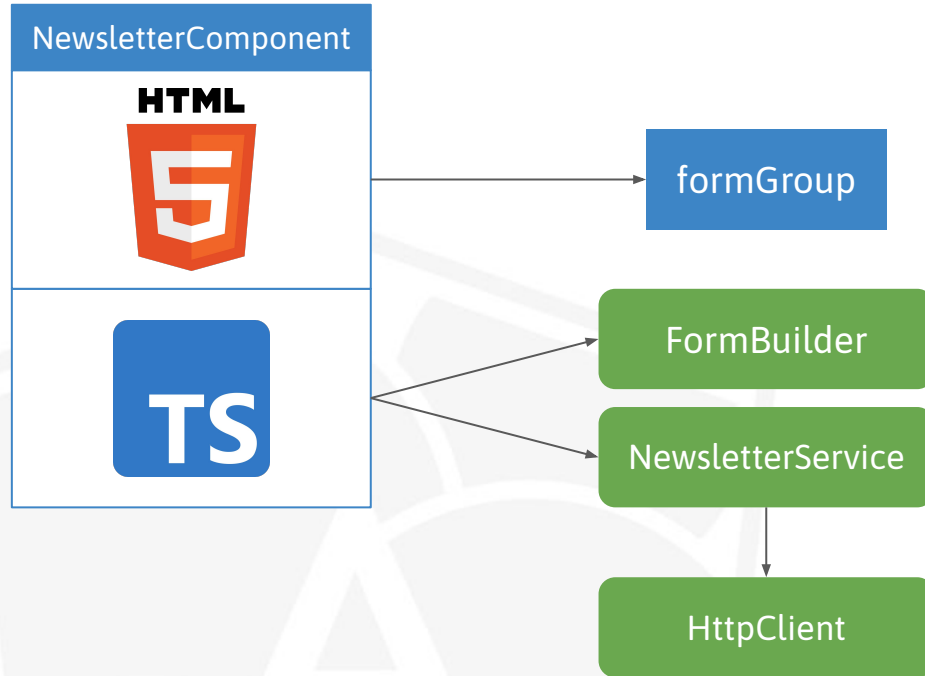 NewsletterComponent
HTML
5
formGroup
TS
FormBuilder
NewsletterService
HttpClient